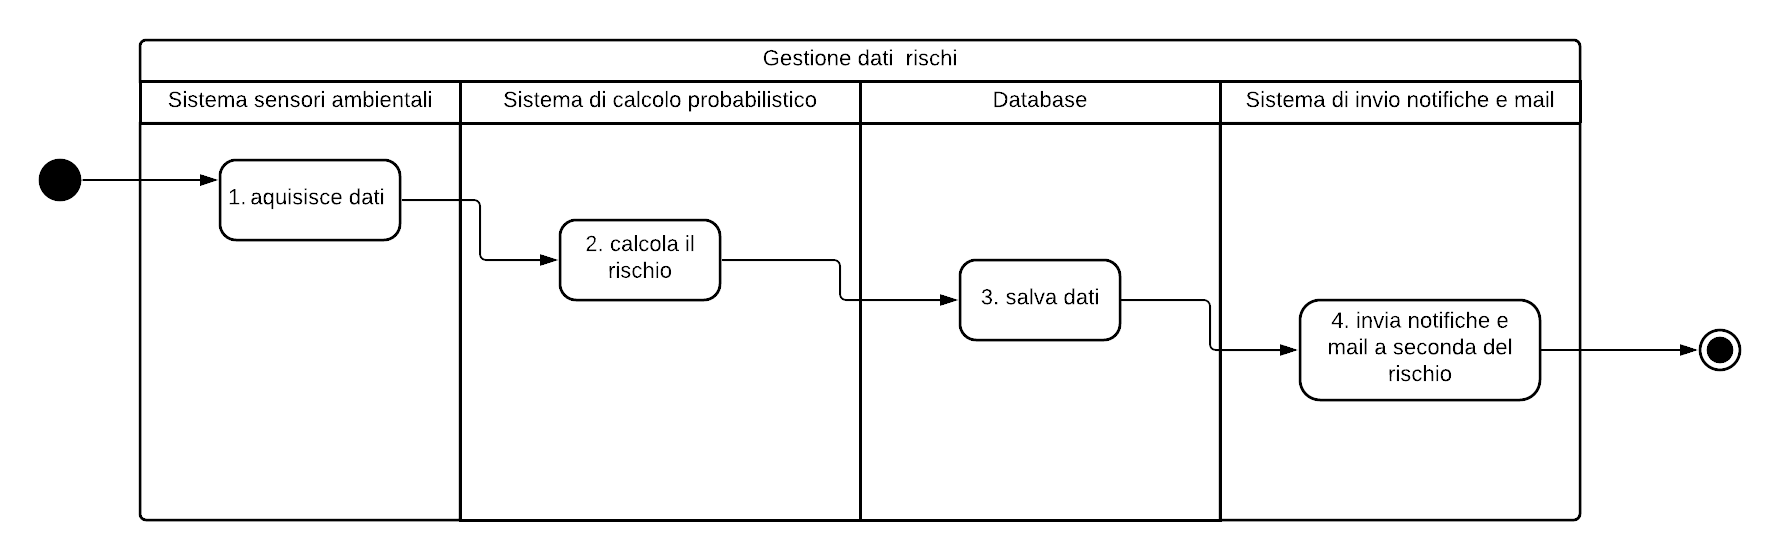 Gestione dati  rischi
Sistema sensori ambientali
Sistema di calcolo probabilistico
Database
Sistema di invio notifiche e mail
1. aquisisce dati
2. calcola il
rischio
3. salva dati
4. invia notifiche e
mail a seconda del
rischio